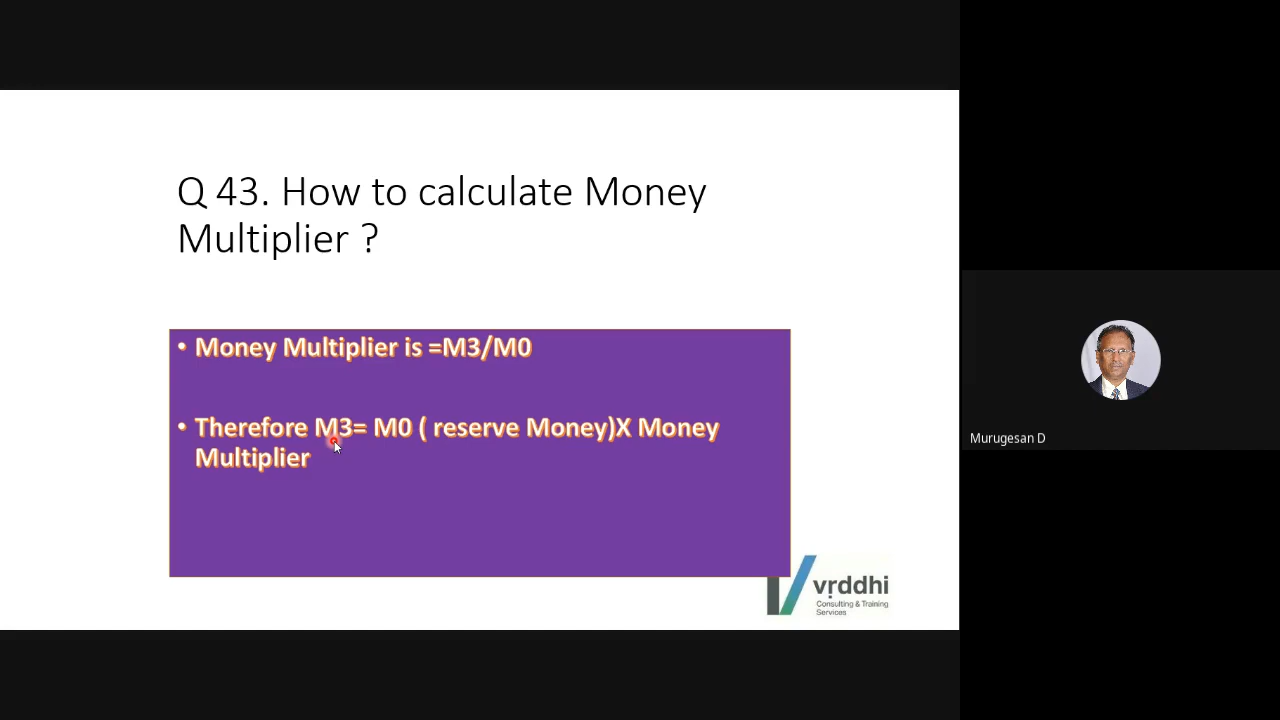 Q 43. How to calculate Money
Multiplier ?
• Money Multiplier is =M3/M0
• Therefore M3= M0 ( reserve Money)X Money
Multiplier
vṛddhi
Consulting & Training
Services
Murugesan D